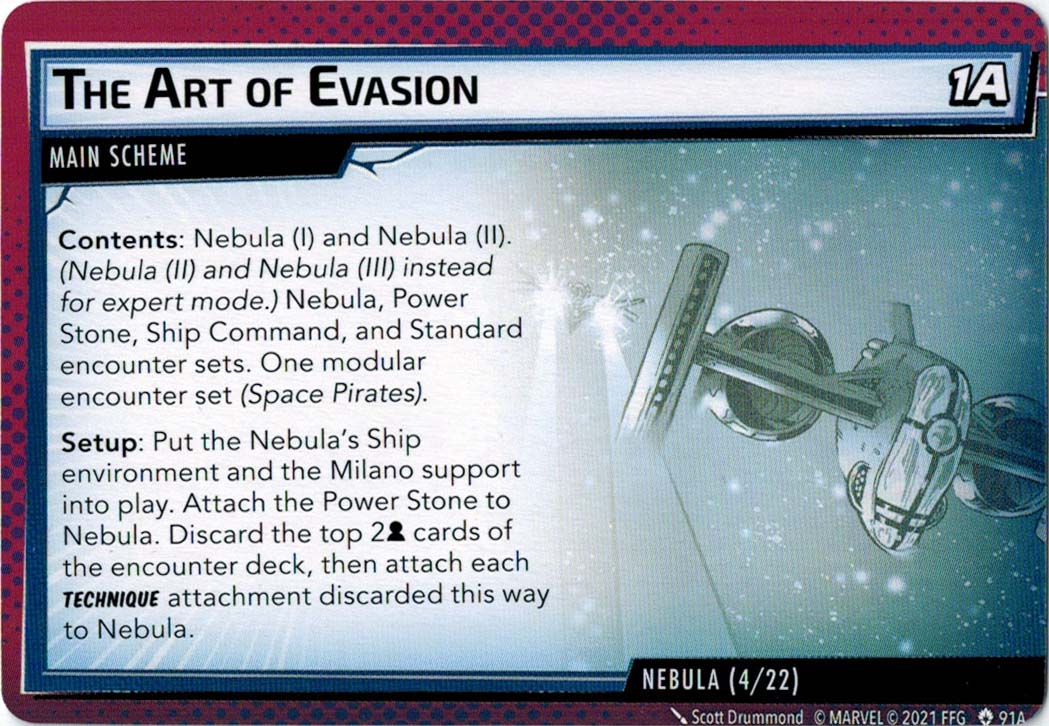 THE ART OF EVASION
1A
MAIN SCHEME
Contents: Nebula (I) and Nebula (II).
(Nebula (II) and Nebula (III) instead
for expert mode.) Nebula, Power
Stone, Ship Command, and Standard
encounter sets. One modular
encounter set (Space Pirates).
Setup: Put the Nebula's Ship
environment and the Milano support
into play. Attach the Power Stone to
Nebula. Discard the top 2 cards of
the encounter deck, then attach each
TECHNIQUE attachment discarded this way
to Nebula.
NEBULA (4/22)
Scott Drummond © MARVEL © 2021 FFG 91A